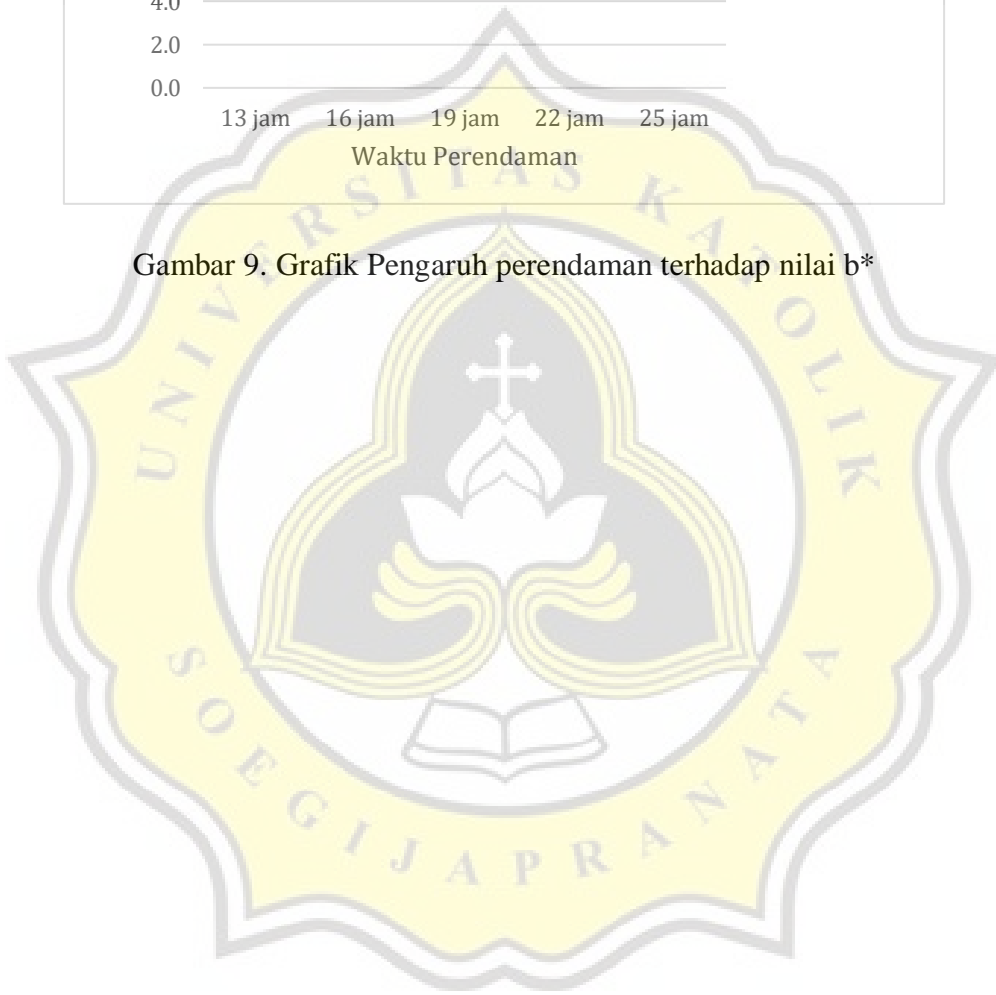 4.0
2.0
0.0
13 jam 16 jam 19 jam 22 jam 25 jam
Waktu Perendaman
Gambar 9. Grafik Pengaruh perendaman terhadap nilai b*
UNIVERSITAS KATOLIK
SOEGIJAPRANATA